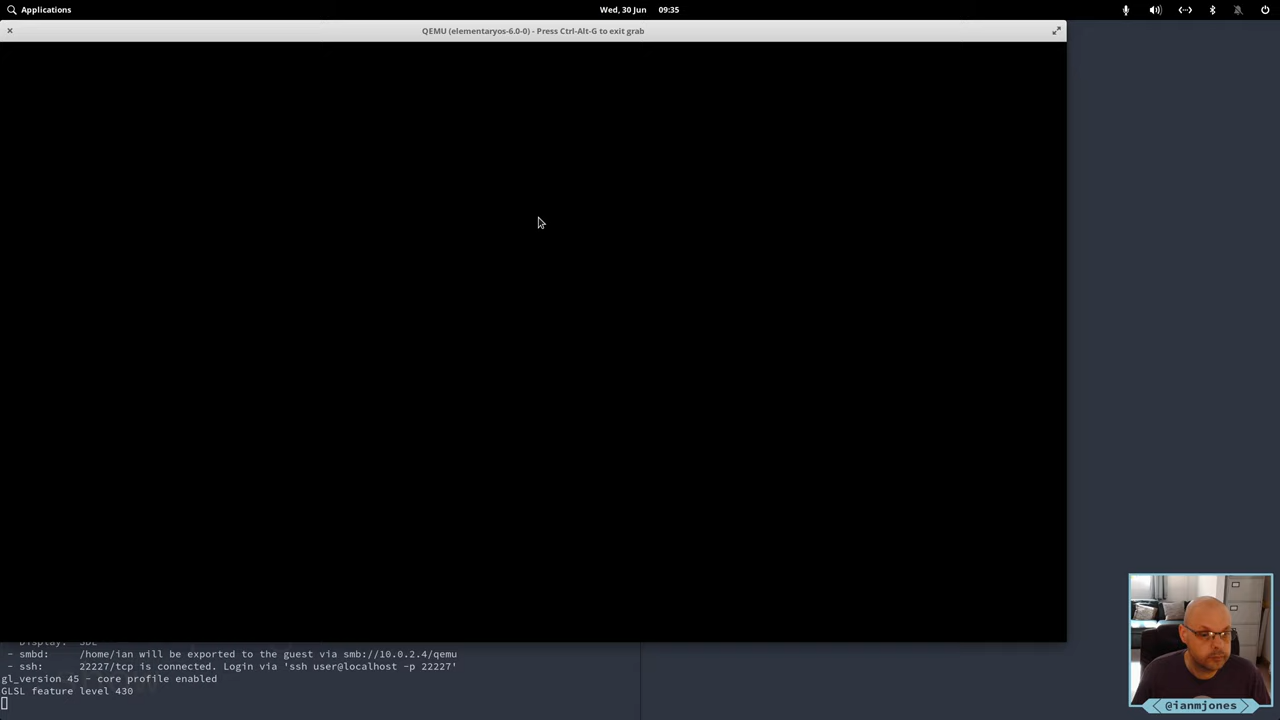 Applications
Wed, 30 Jun 09:35
QEMU (elementaryos-6.0-0) - Press Ctrl-Alt-G to exit grab
- smbd: /home/ian will be exported to the guest via smb://10.0.2.4/qemu
- ssh: 22227/tcp is connected. Login via 'ssh user@localhost -p 22227'
gl_version 45 - core profile enabled
GLSL feature level 430
@ianmjones